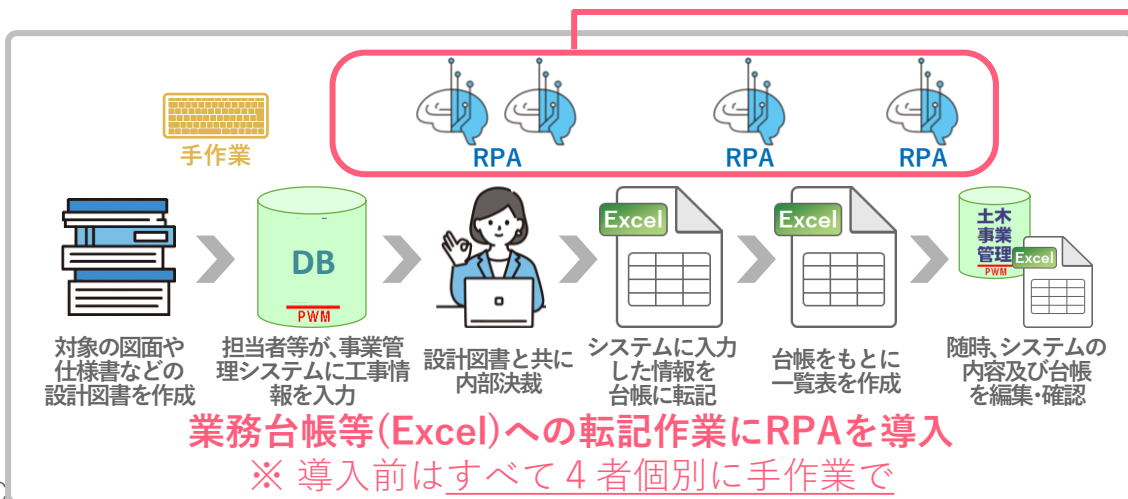 手作業
RPA
RPA
RPA
DB
PWM
Excel
Excel
土木
事業
管理
PWM
Excel
対象の図面や
仕様書などの
設計図書を作成
担当者等が、事業管
理システムに工事情
報を入力
設計図書と共に
内部決裁
システムに入力
した情報を
台帳に転記
台帳をもとに
一覧表を作成
随時、システムの
内容及び台帳
を編集・確認
業務台帳等(Excel)への転記作業にRPAを導入
※ 導入前はすべて４者個別に手作業で